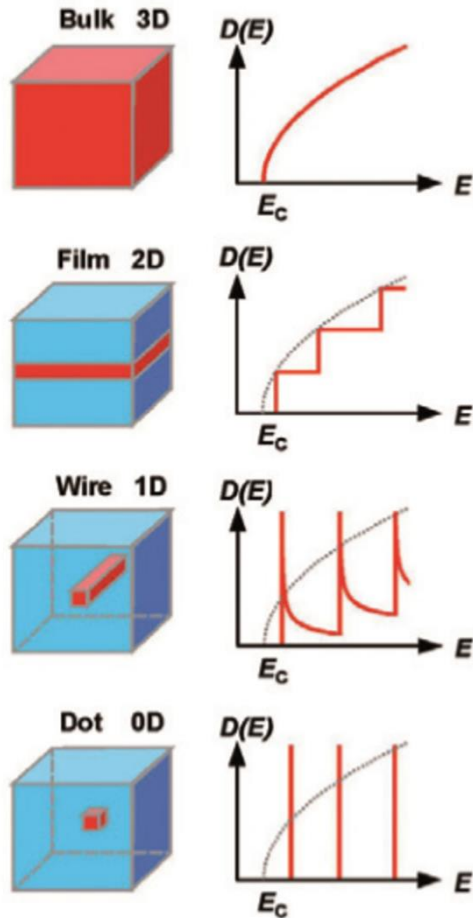 Bulk 3D
D(E)
E
E_C
Film 2D
D(E)
E
E_C
Wire 1D
D(E)
E
E_C
Dot 0D
D(E)
E
E_C